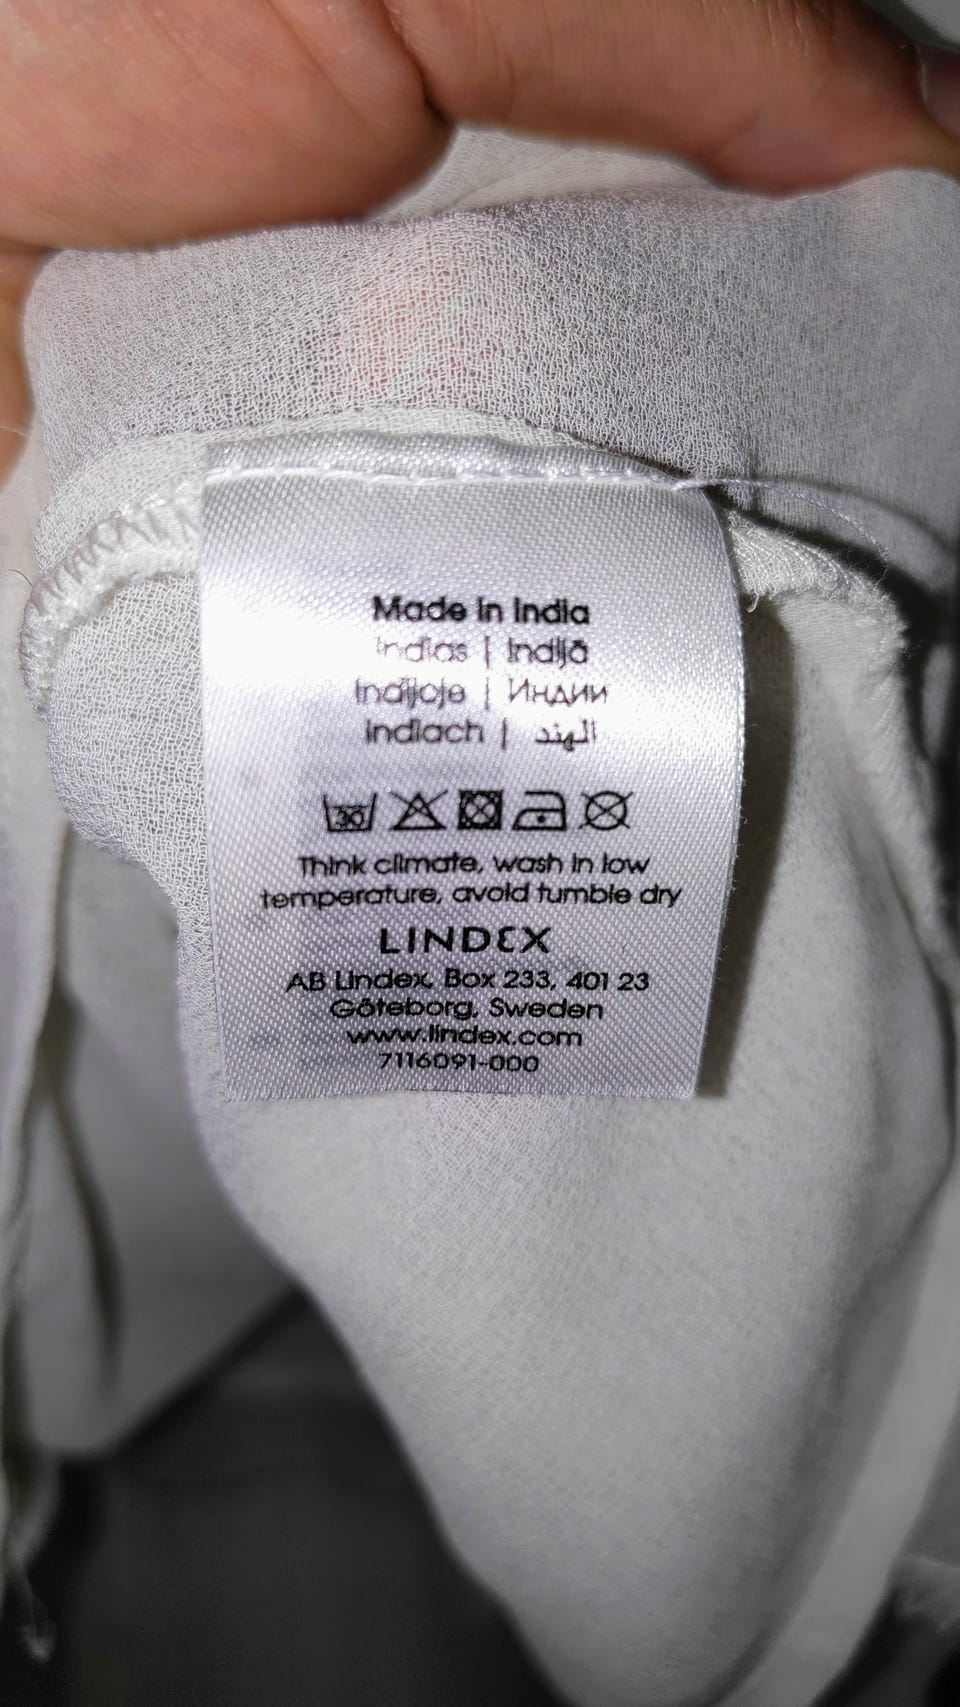 Made in India
Indias | Indijā
Indijoje | Индии
Indiach | الهند
30
Think climate, wash in low
temperature, avoid tumble dry
LINDEX
AB Lindex, Box 233, 401 23
Göteborg, Sweden
www.lindex.com
7116091-000